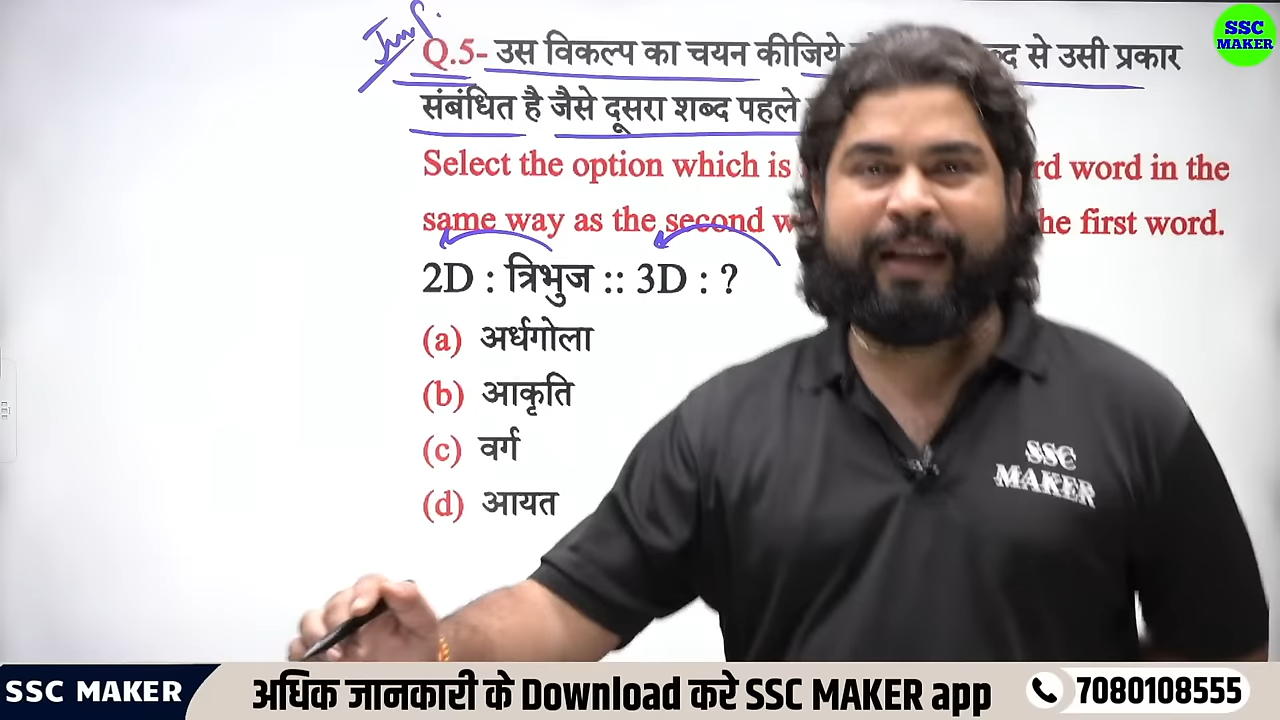 SSC
MAKER
Q.5- उस विकल्प का चयन कीजिये से उसी प्रकार
संबंधित है जैसे दूसरा शब्द पहले
Select the option which is word in the
same way as the second the first word.
2D : त्रिभुज :: 3D : ?
(a) अर्धगोला
(b) आकृति
(c) वर्ग
(d) आयत
SSC
MAKER
SSC MAKER अधिक जानकारी के Download करे SSC MAKER app 7080108555